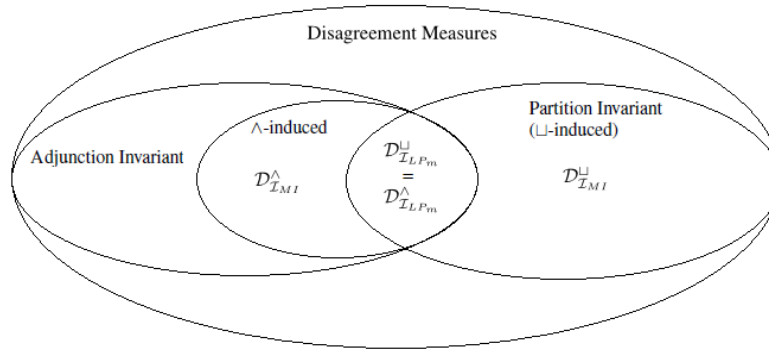 Disagreement Measures
Partition Invariant
(⊔-induced)
∧-induced
Adjunction Invariant
𝒟^⊔_{ℐ_{LP_m}}
=
𝒟^∧_{ℐ_{LP_m}}
𝒟^∧_{ℐ_{MI}}
𝒟^⊔_{ℐ_{MI}}